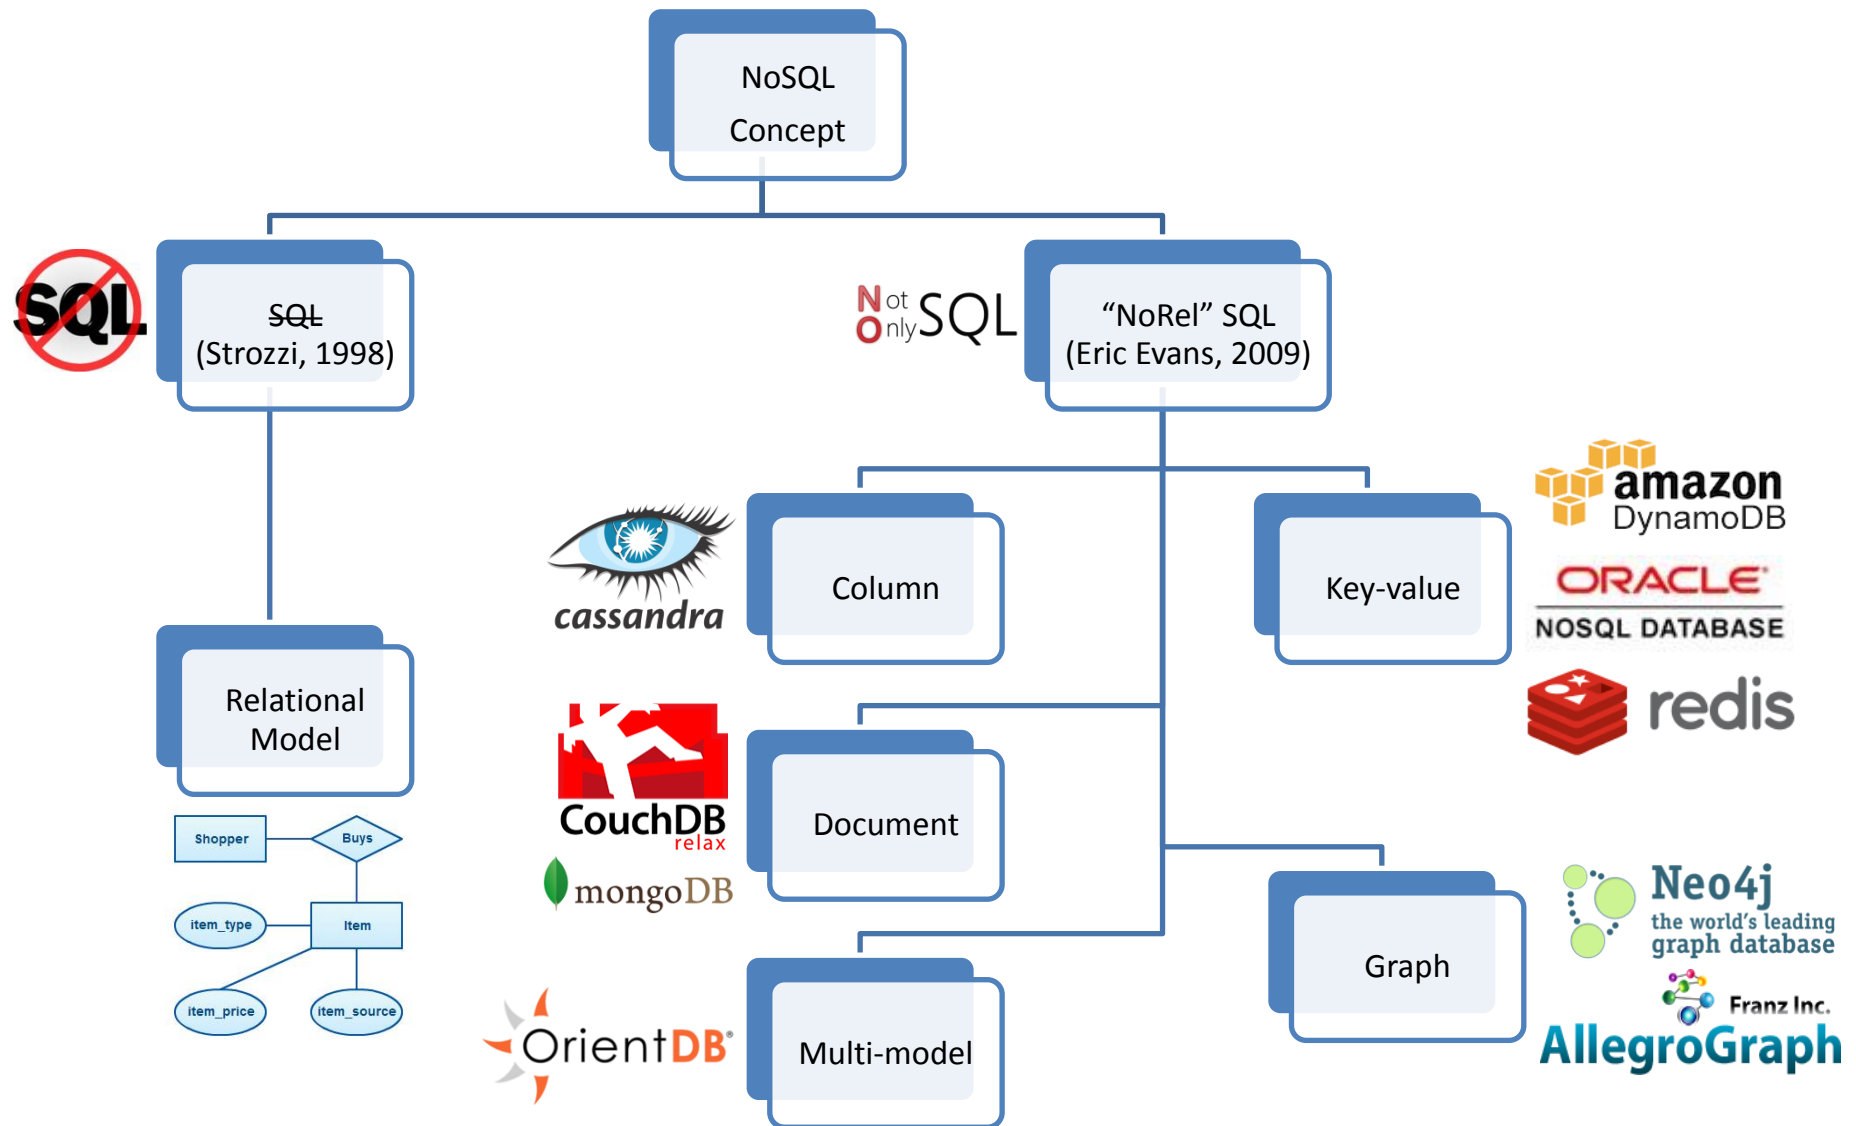 NoSQL
Concept
SQL
SQL
(Strozzi, 1998)
Not
Only SQL
“NoRel” SQL
(Eric Evans, 2009)
Relational
Model
Shopper
Buys
item_type
Item
item_price
item_source
cassandra
Column
Key-value
amazon
DynamoDB
ORACLE®
NOSQL DATABASE
redis
CouchDB
relax
mongoDB
Document
Graph
Neo4j
the world's leading
graph database
Franz Inc.
AllegroGraph
OrientDB®
Multi-model